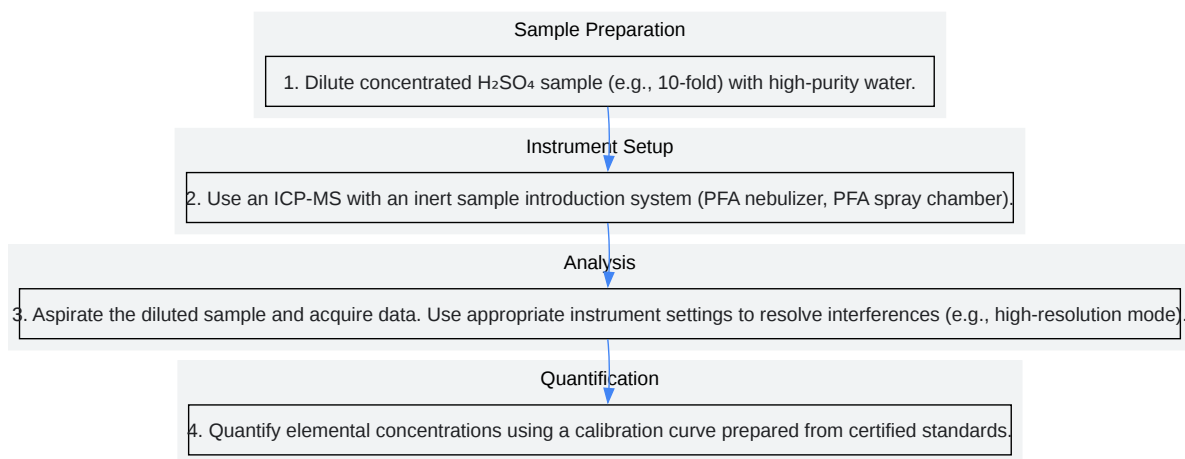 Sample Preparation
1. Dilute concentrated H₂SO₄ sample (e.g., 10-fold) with high-purity water.
Instrument Setup
2. Use an ICP-MS with an inert sample introduction system (PFA nebulizer, PFA spray chamber).
Analysis
3. Aspirate the diluted sample and acquire data. Use appropriate instrument settings to resolve interferences (e.g., high-resolution mode).
Quantification
4. Quantify elemental concentrations using a calibration curve prepared from certified standards.